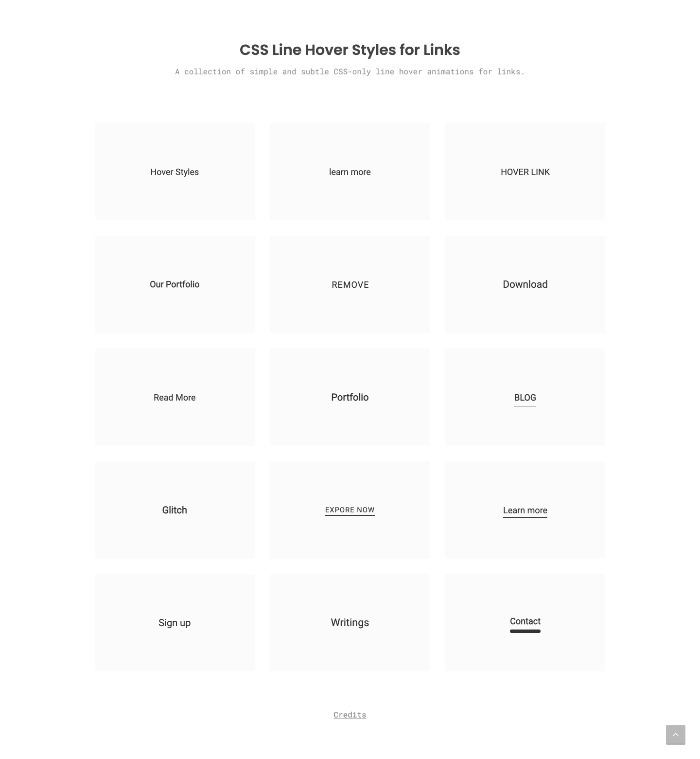 CSS Line Hover Styles for Links
A collection of simple and subtle CSS-only line hover animations for links.
Hover Styles
learn more
HOVER LINK
Our Portfolio
REMOVE
Download
Read More
Portfolio
BLOG
Glitch
EXPORE NOW
Learn more
Sign up
Writings
Contact
Credits